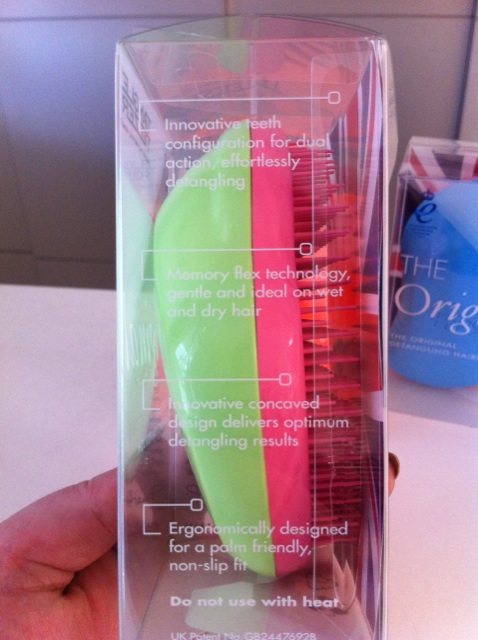 Innovative teeth
configuration for dual
action, effortlessly
detangling
Memory flex technology,
gentle and ideal on wet
and dry hair
Innovative concaved
design delivers optimum
detangling results
Ergonomically designed
for a palm friendly,
non-slip fit
Do not use with heat
UK Patent No GB2447692B
THE
Orig
THE ORIGINAL
DETANGLING HAIR